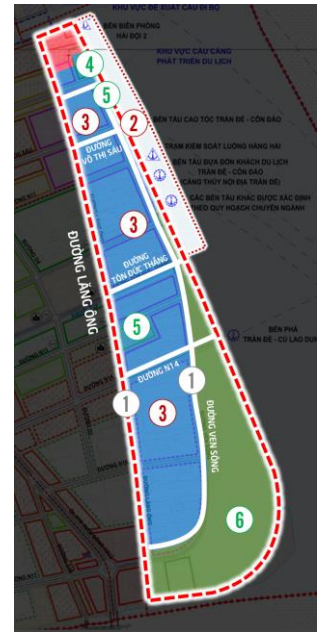 KHU VỰC ĐỀ XUẤT CẦU ĐI BỘ
BẾN BIÊN PHÒNG
HẢI ĐỘI 2
KHU VỰC CẦU CẢNG
PHÁT TRIỂN DU LỊCH
4
5
3
2
BẾN TÀU CAO TỐC TRẦN ĐỀ - CÔN ĐẢO
ĐƯỜNG
VÕ THỊ SÁU
TRẠM KIỂM SOÁT LUỒNG HÀNG HẢI
BẾN TÀU ĐƯA ĐÓN KHÁCH DU LỊCH
TRẦN ĐỀ - CÔN ĐẢO
(CẢNG THỦY NỘI ĐỊA TRẦN ĐỀ)
CÁC BẾN TÀU KHÁC ĐƯỢC XÁC ĐỊNH
THEO QUY HOẠCH CHUYÊN NGÀNH
3
ĐƯỜNG LĂNG ÔNG
ĐƯỜNG
TÔN ĐỨC THẮNG
5
BẾN PHÀ
TRẦN ĐỀ - CÙ LAO DUN
ĐƯỜNG N14
1
1
3
ĐƯỜNG VEN SÔNG
6